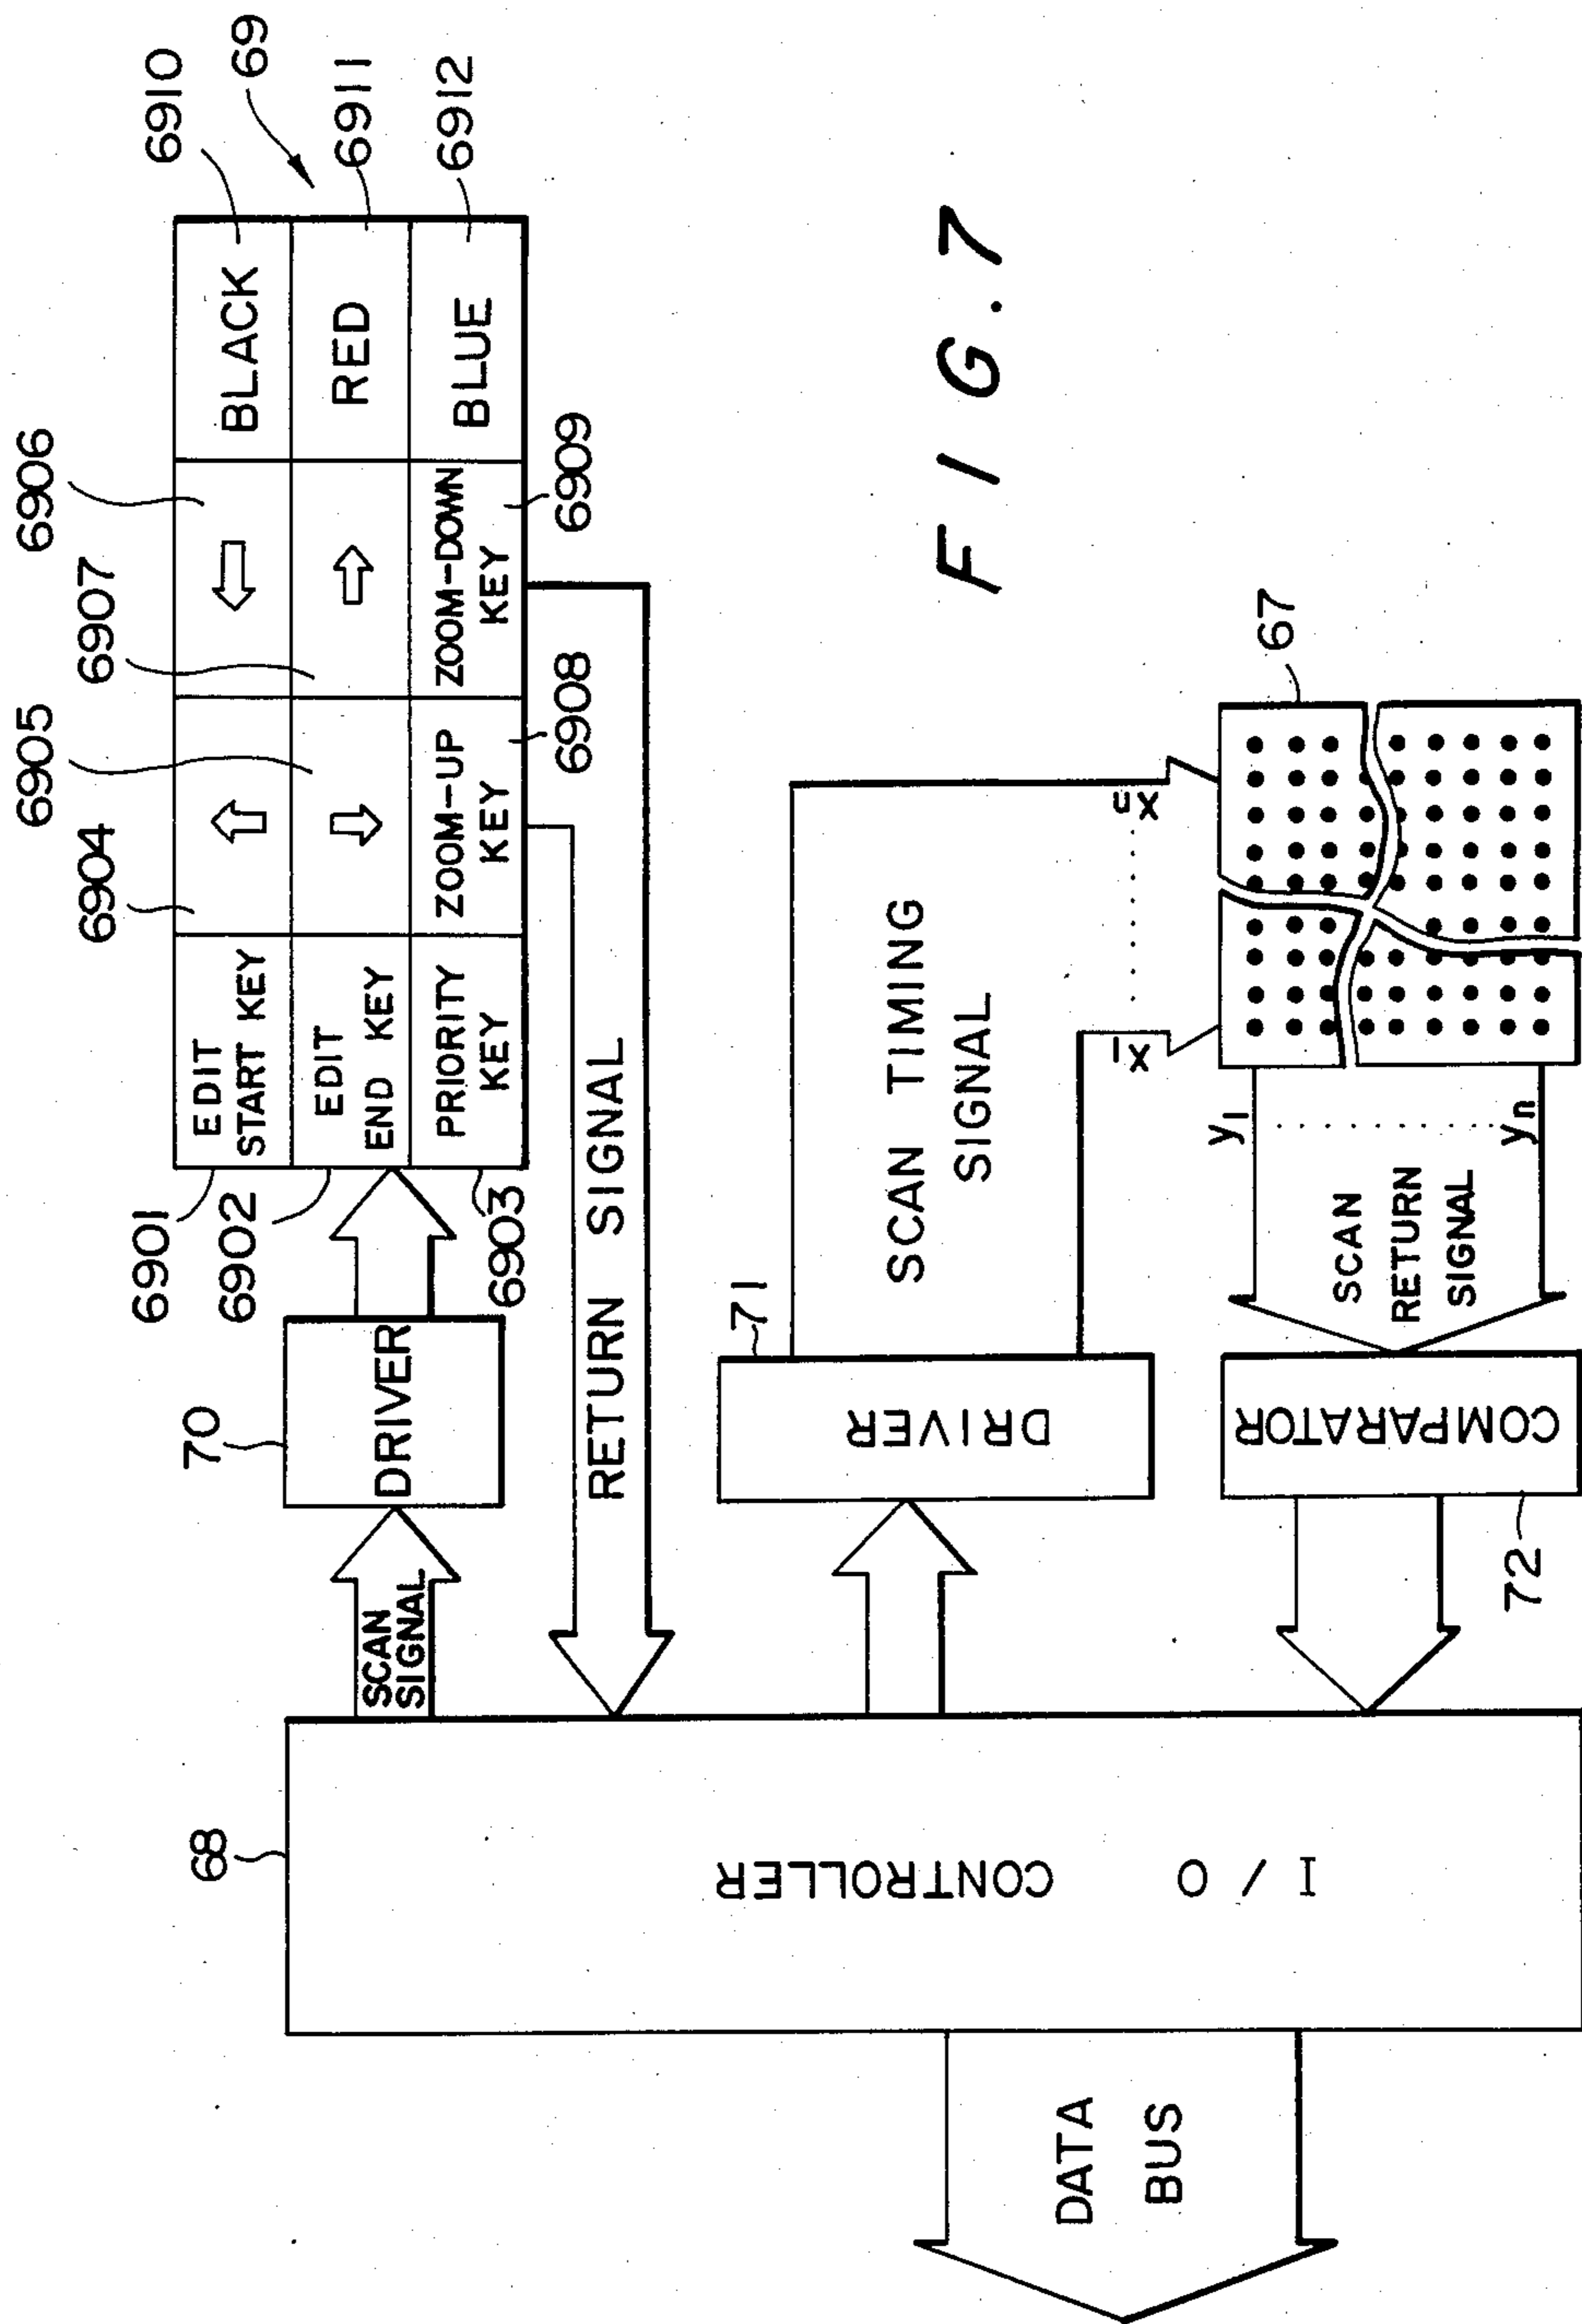 6910
69
6911
6912
6906
6907
6905
6904
BLACK
RED
BLUE
EDIT
START KEY
EDIT
END KEY
PRIORITY
KEY
ZOOM-UP
KEY
ZOOM-DOWN
KEY
6909
6908
6901
6902
6903
70
DRIVER
SCAN
SIGNAL
RETURN SIGNAL
FIG.7
68
I/O CONTROLLER
71
DRIVER
SCAN TIMING
SIGNAL
x1
xn
67
y1
yn
SCAN
RETURN
SIGNAL
COMPARATOR
72
DATA
BUS